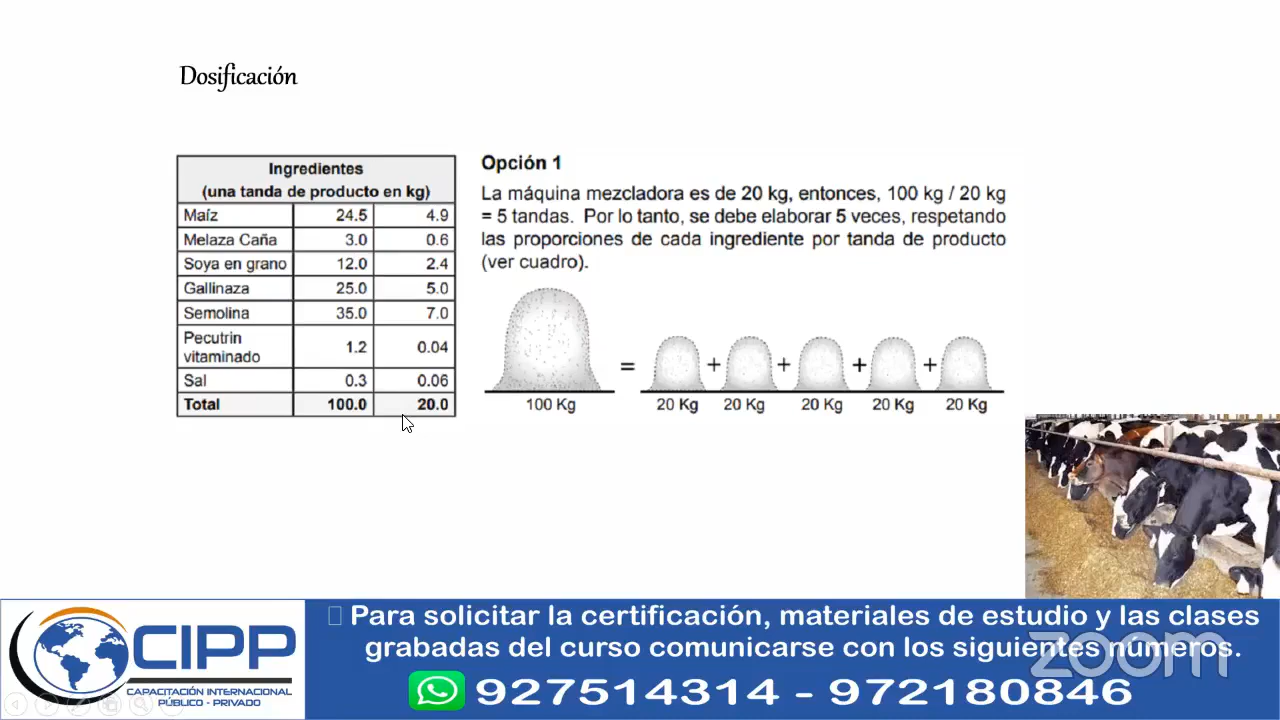 Dosificación
Ingredientes
(una tanda de producto en kg)
Maíz 24.5 4.9
Melaza Caña 3.0 0.6
Soya en grano 12.0 2.4
Gallinaza 25.0 5.0
Semolina 35.0 7.0
Pecutrin
vitaminado 1.2 0.04
Sal 0.3 0.06
Total 100.0 20.0
Opción 1
La máquina mezcladora es de 20 kg, entonces, 100 kg / 20 kg
= 5 tandas. Por lo tanto, se debe elaborar 5 veces, respetando
las proporciones de cada ingrediente por tanda de producto
(ver cuadro).
= + + + +
100 Kg 20 Kg 20 Kg 20 Kg 20 Kg 20 Kg
CIPP
CAPACITACIÓN INTERNACIONAL
PÚBLICO - PRIVADO
Para solicitar la certificación, materiales de estudio y las clases
grabadas del curso comunicarse con los siguientes números.
927514314 - 972180846
zoom